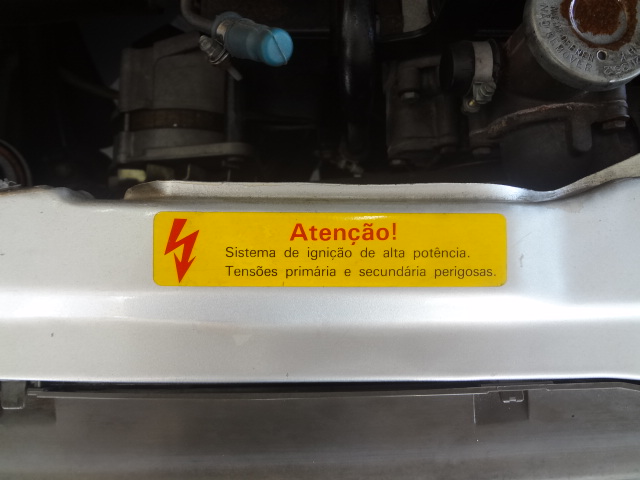 Atenção!
Sistema de ignição de alta potência.
Tensões primária e secundária perigosas.